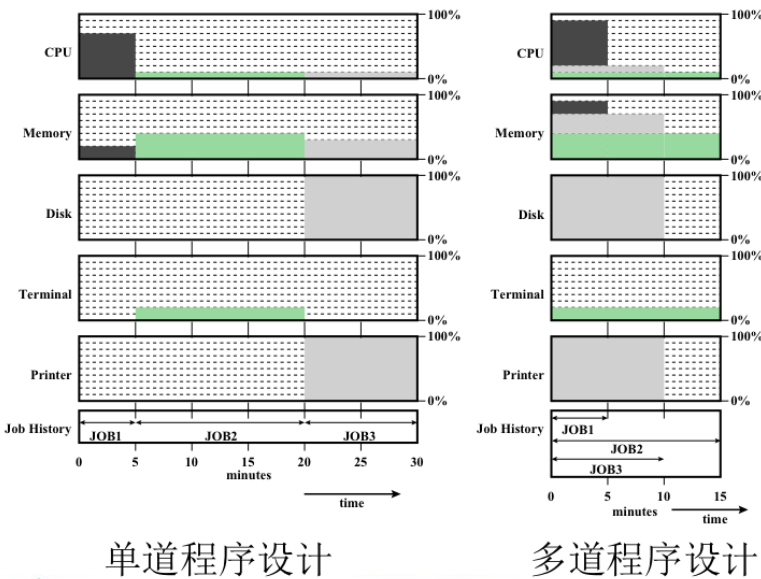 CPU
100%
0%
Memory
100%
0%
Disk
100%
0%
Terminal
100%
0%
Printer
100%
0%
Job History
JOB1 JOB2 JOB3
0 5 10 15 20 25 30
minutes
time
单道程序设计
CPU
100%
0%
Memory
100%
0%
Disk
100%
0%
Terminal
100%
0%
Printer
100%
0%
Job History
JOB1
JOB2
JOB3
0 5 10 15
minutes
time
多道程序设计